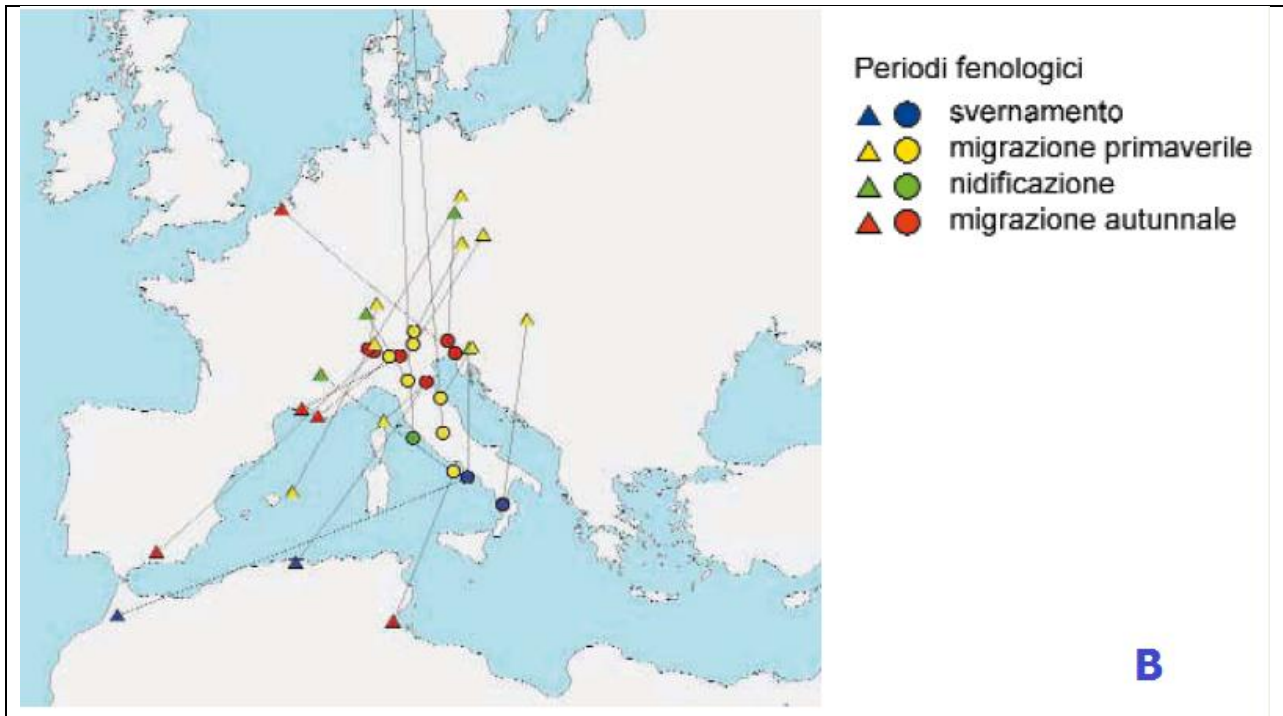 Periodi fenologici
svernamento
migrazione primaverile
nidificazione
migrazione autunnale
B